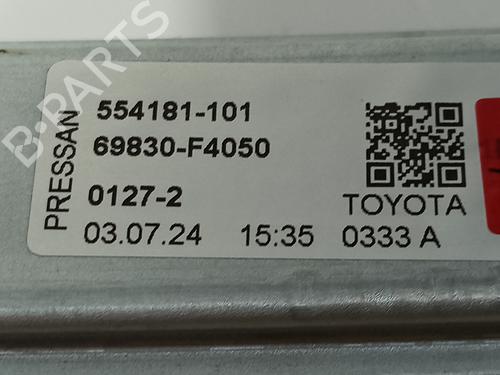 B-PARTS
PRESSAN
554181-101
69830-F4050
0127-2
TOYOTA
03.07.24 15:35 0333 A